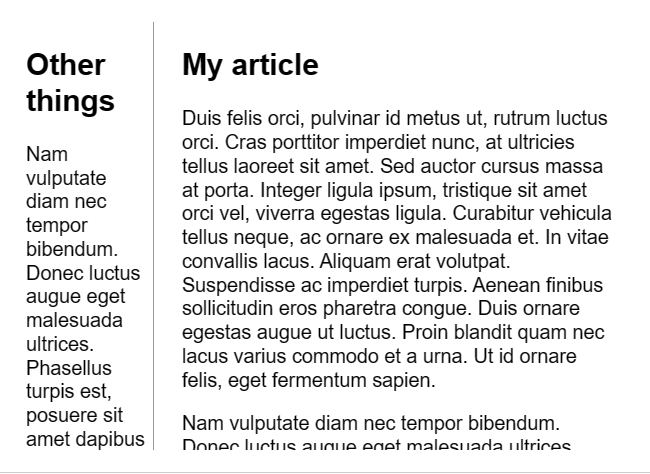 Other
things
Nam
vulputate
diam nec
tempor
bibendum.
Donec luctus
augue eget
malesuada
ultrices.
Phasellus
turpis est,
posuere sit
amet dapibus
My article
Duis felis orci, pulvinar id metus ut, rutrum luctus
orci. Cras porttitor imperdiet nunc, at ultricies
tellus laoreet sit amet. Sed auctor cursus massa
at porta. Integer ligula ipsum, tristique sit amet
orci vel, viverra egestas ligula. Curabitur vehicula
tellus neque, ac ornare ex malesuada et. In vitae
convallis lacus. Aliquam erat volutpat.
Suspendisse ac imperdiet turpis. Aenean finibus
sollicitudin eros pharetra congue. Duis ornare
egestas augue ut luctus. Proin blandit quam nec
lacus varius commodo et a urna. Ut id ornare
felis, eget fermentum sapien.
Nam vulputate diam nec tempor bibendum.
Donec luctus augue eget malesuada ultrices.